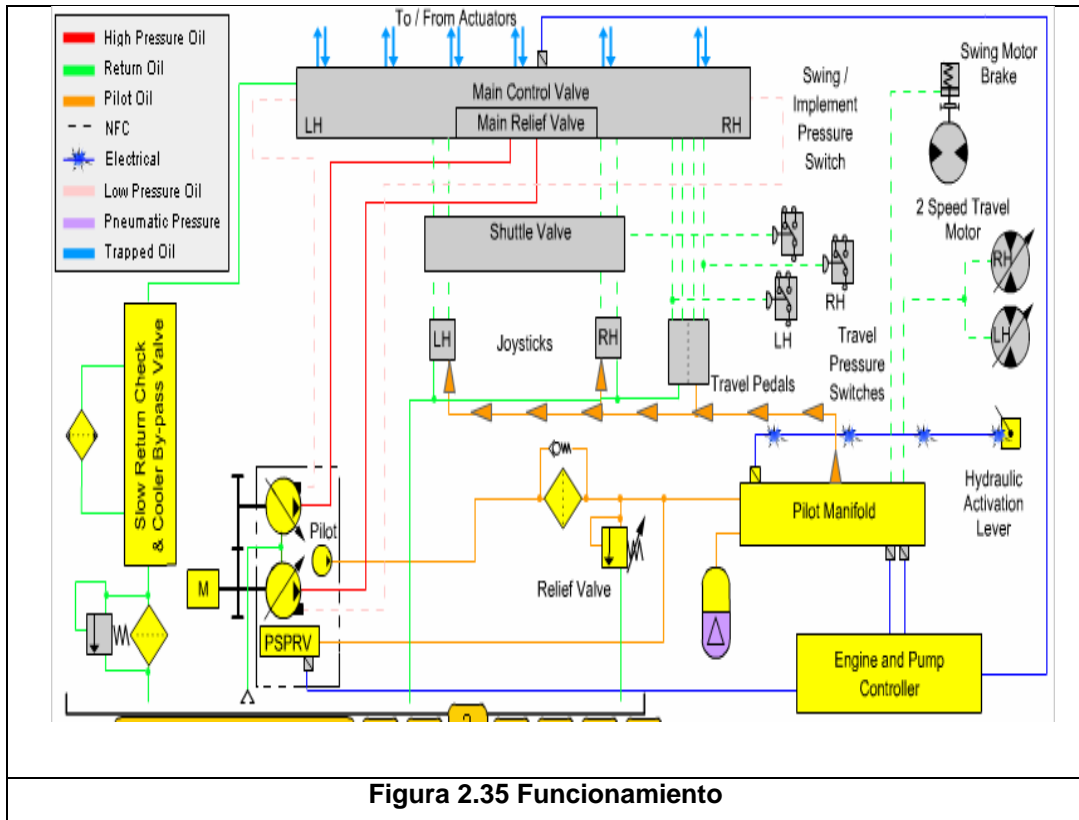 To / From Actuators
High Pressure Oil
Return Oil
Pilot Oil
NFC
Electrical
Low Pressure Oil
Pneumatic Pressure
Trapped Oil
Main Control Valve
LH
Main Relief Valve
RH
Swing /
Implement
Pressure
Switch
Swing Motor
Brake
2 Speed Travel
Motor
RH
LH
Shuttle Valve
RH
LH
LH
Joysticks
RH
Travel Pedals
Travel
Pressure
Switches
Slow Return Check
& Cooler By-pass Valve
Pilot
M
PSPRV
Relief Valve
Pilot Manifold
Hydraulic
Activation
Lever
Engine and Pump
Controller
2
Figura 2.35 Funcionamiento